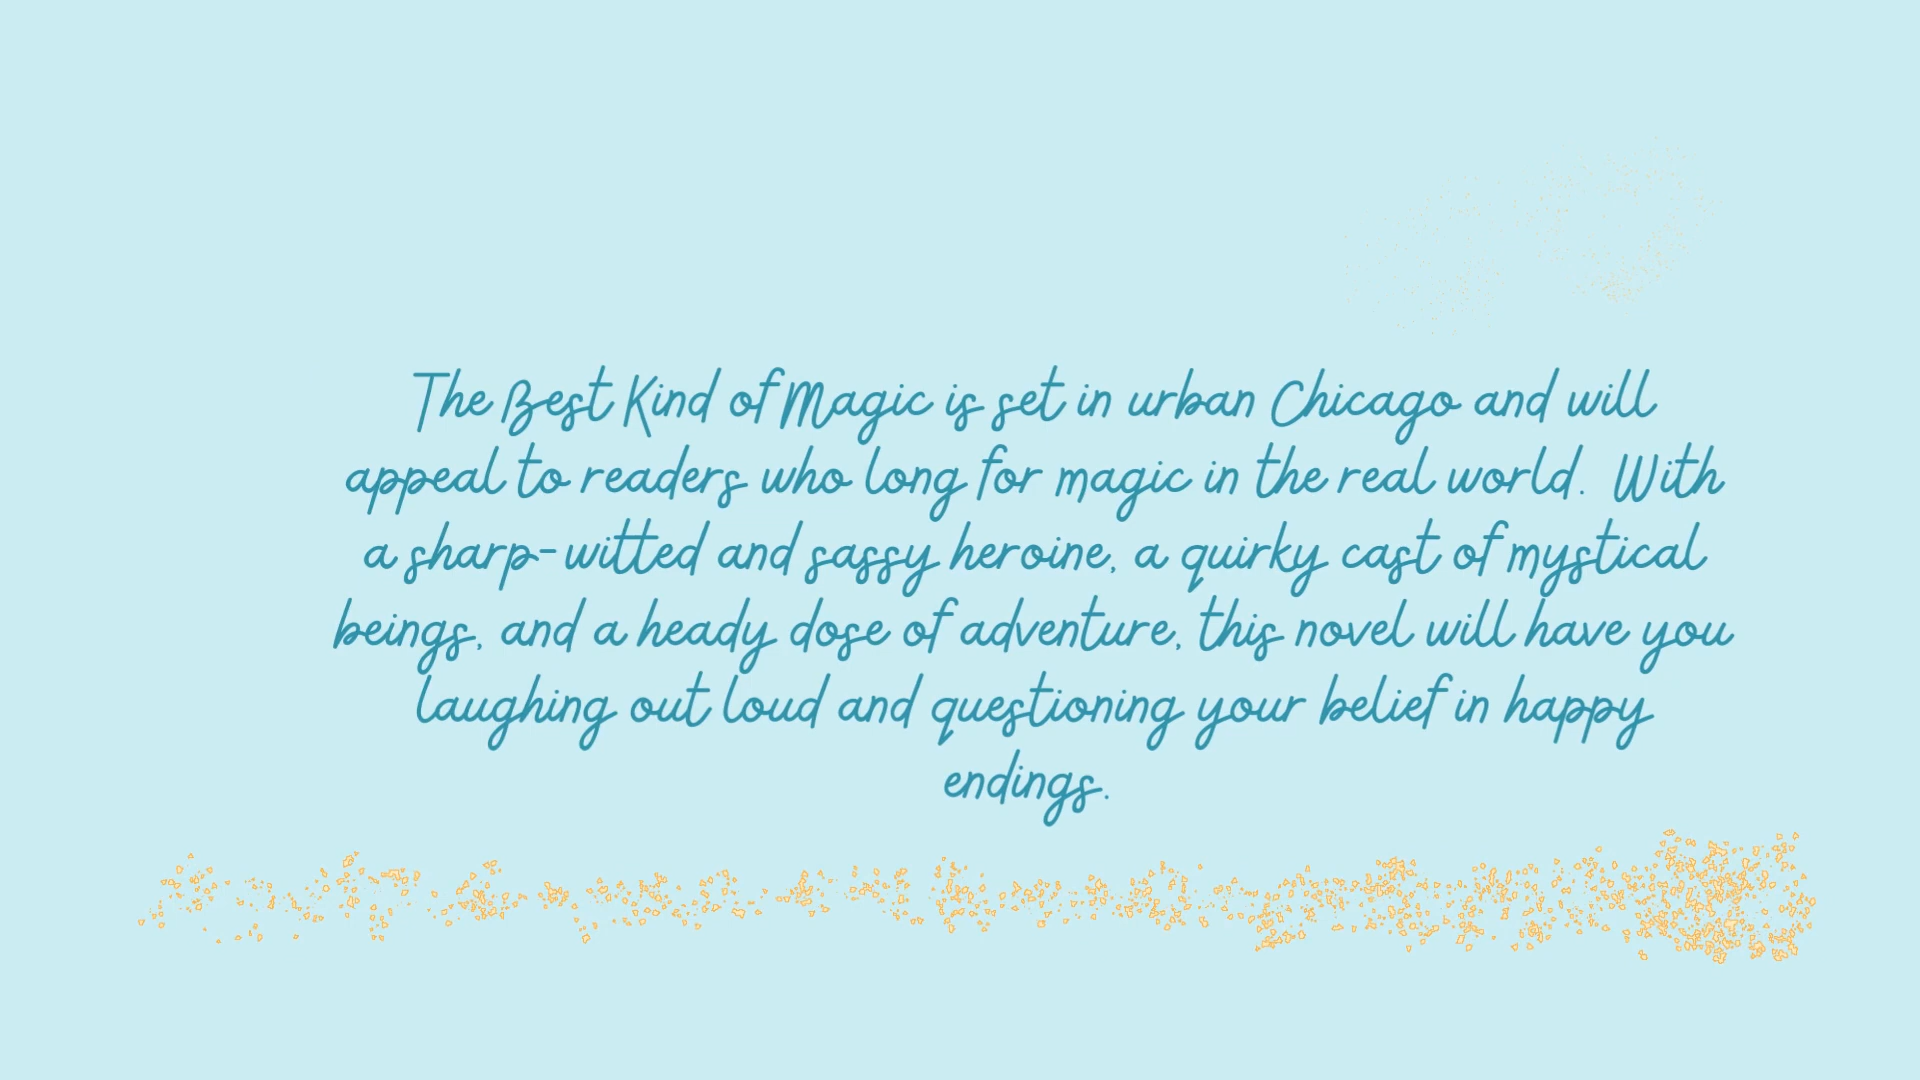 The Best Kind of Magic is set in urban Chicago and will
appeal to readers who long for magic in the real world.  With
a sharp-witted and sassy heroine, a quirky cast of mystical
beings, and a heady dose of adventure, this novel will have you
laughing out loud and questioning your belief in happy
endings.